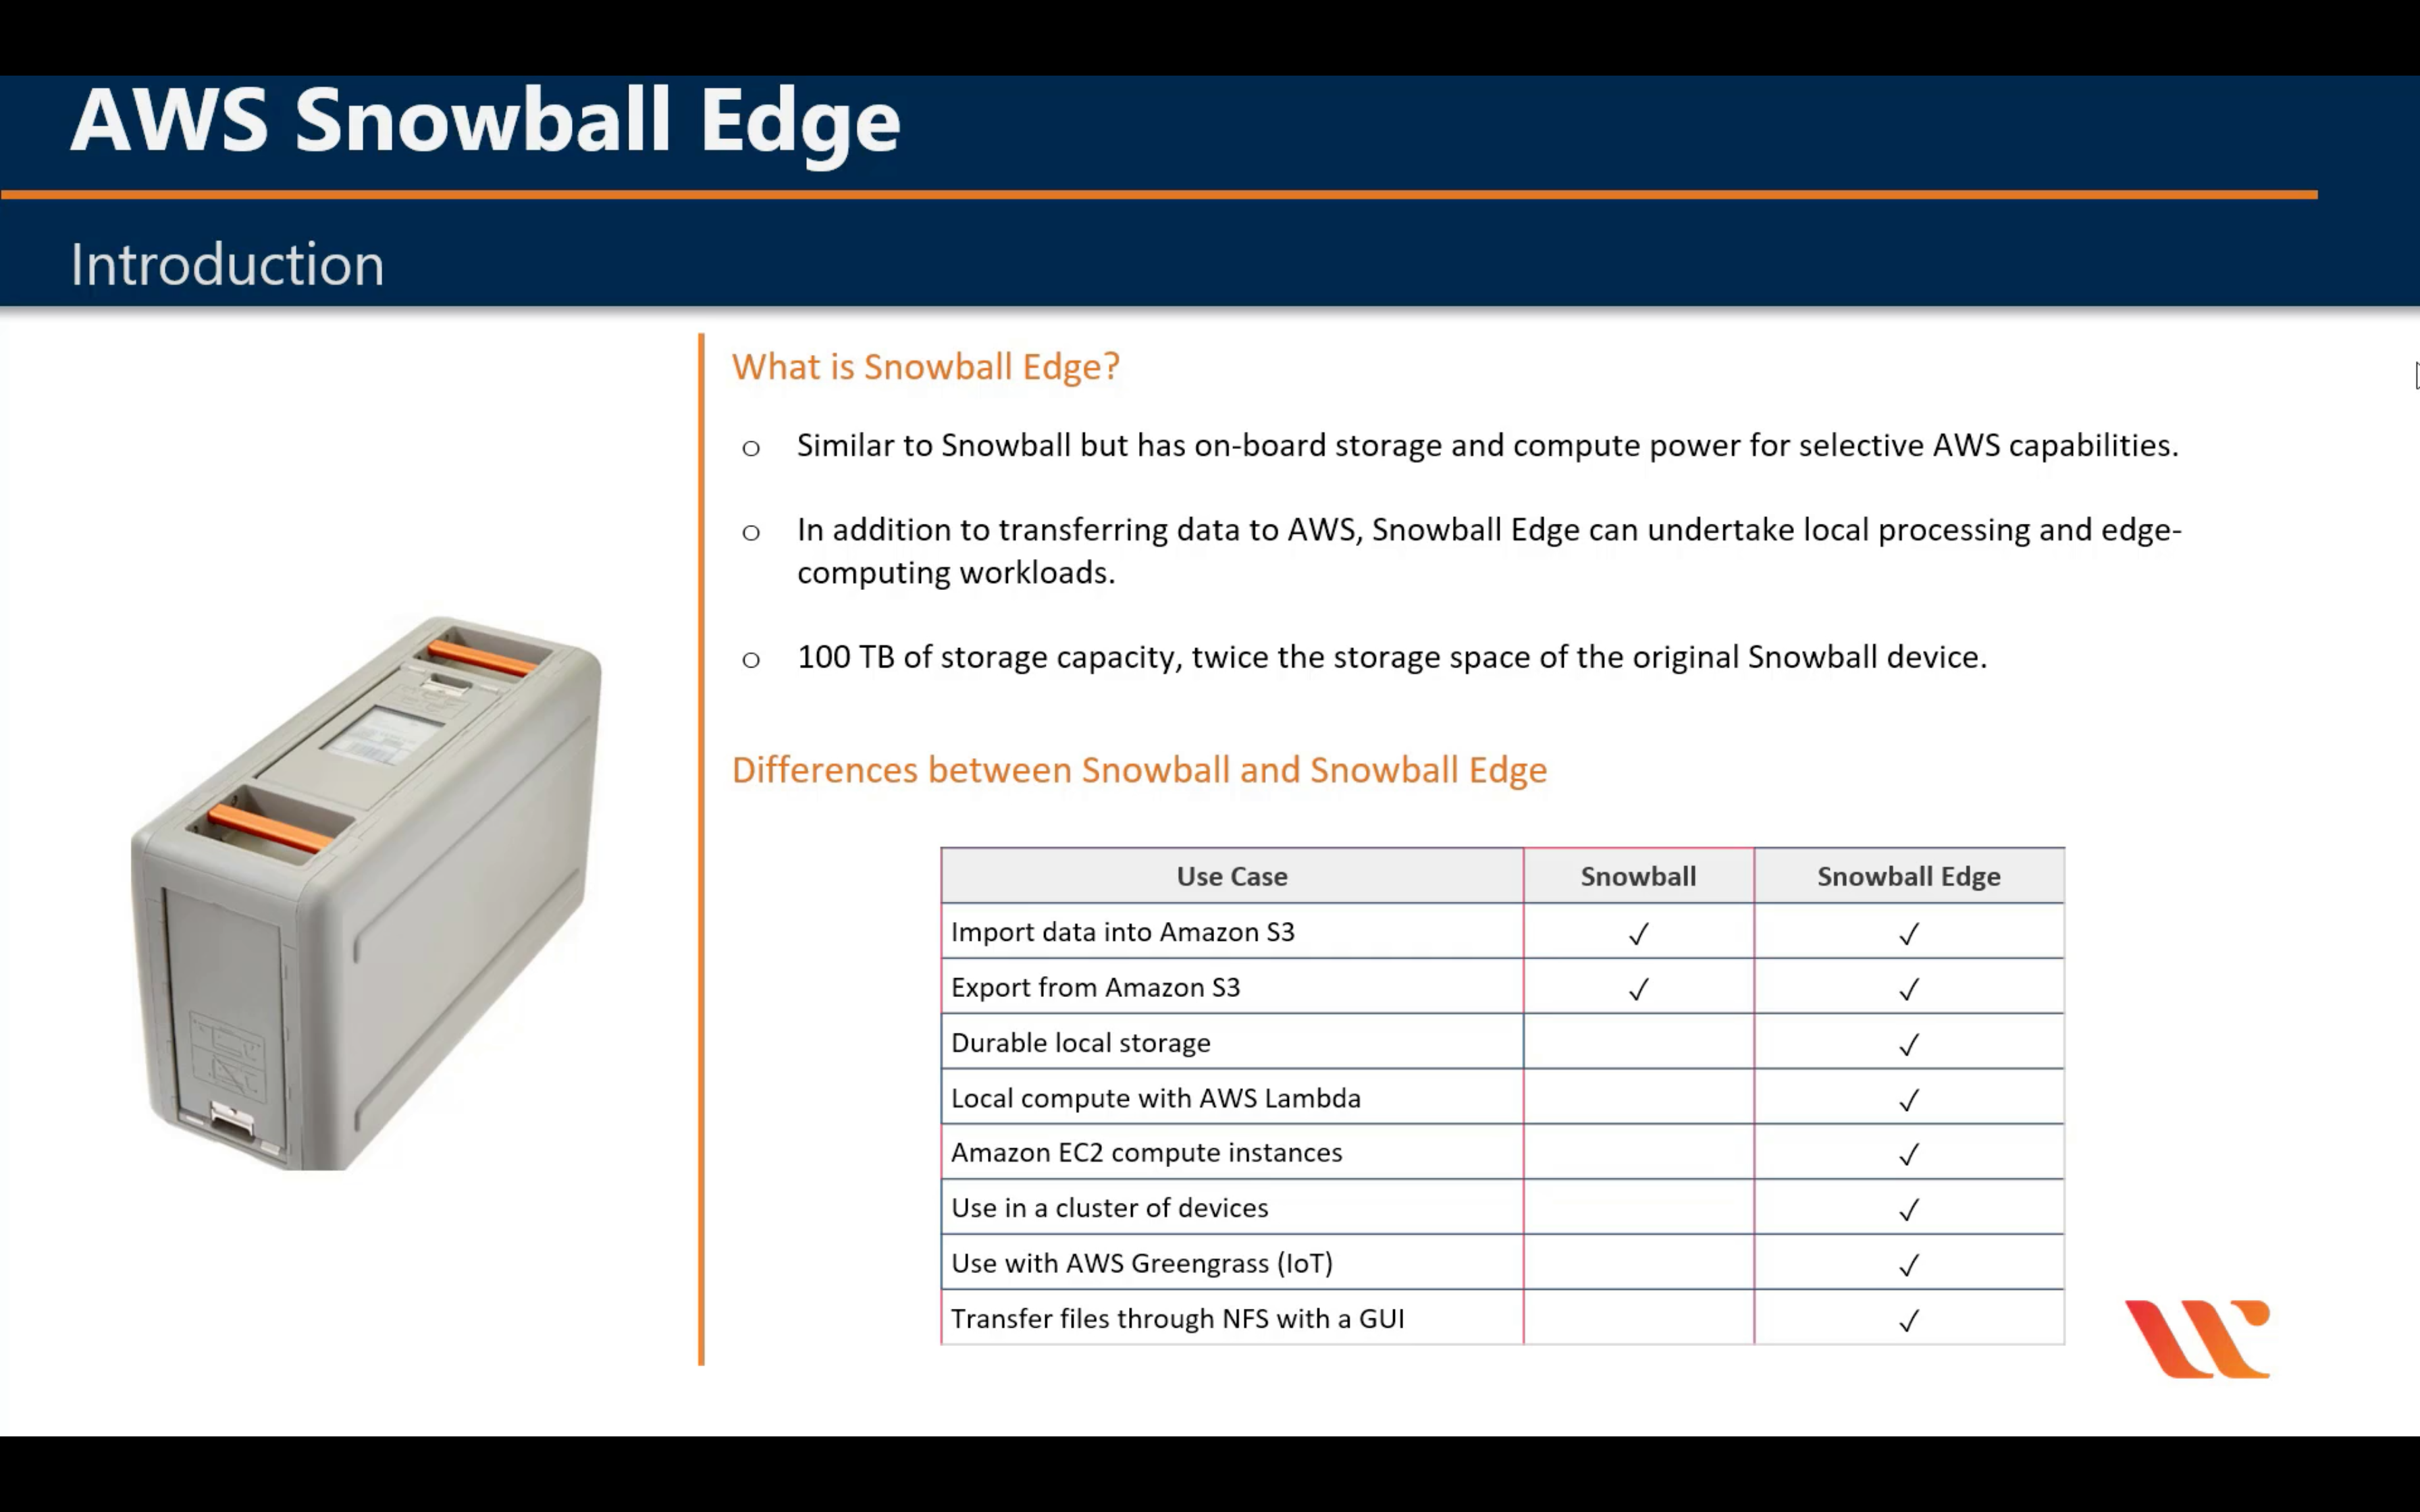 AWS Snowball Edge
Introduction
What is Snowball Edge?
o Similar to Snowball but has on-board storage and compute power for selective AWS capabilities.
o In addition to transferring data to AWS, Snowball Edge can undertake local processing and edge-
computing workloads.
o 100 TB of storage capacity, twice the storage space of the original Snowball device.
Differences between Snowball and Snowball Edge
Use Case Snowball Snowball Edge
Import data into Amazon S3 ✓ ✓
Export from Amazon S3 ✓ ✓
Durable local storage ✓
Local compute with AWS Lambda ✓
Amazon EC2 compute instances ✓
Use in a cluster of devices ✓
Use with AWS Greengrass (IoT) ✓
Transfer files through NFS with a GUI ✓